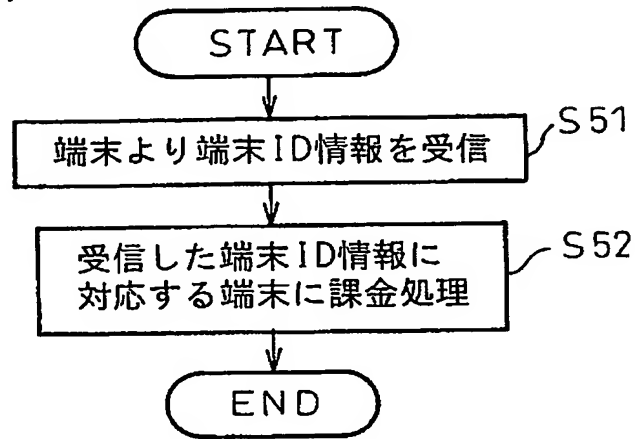 START
端末より端末ID情報を受信
S51
受信した端末ID情報に
対応する端末に課金処理
S52
END